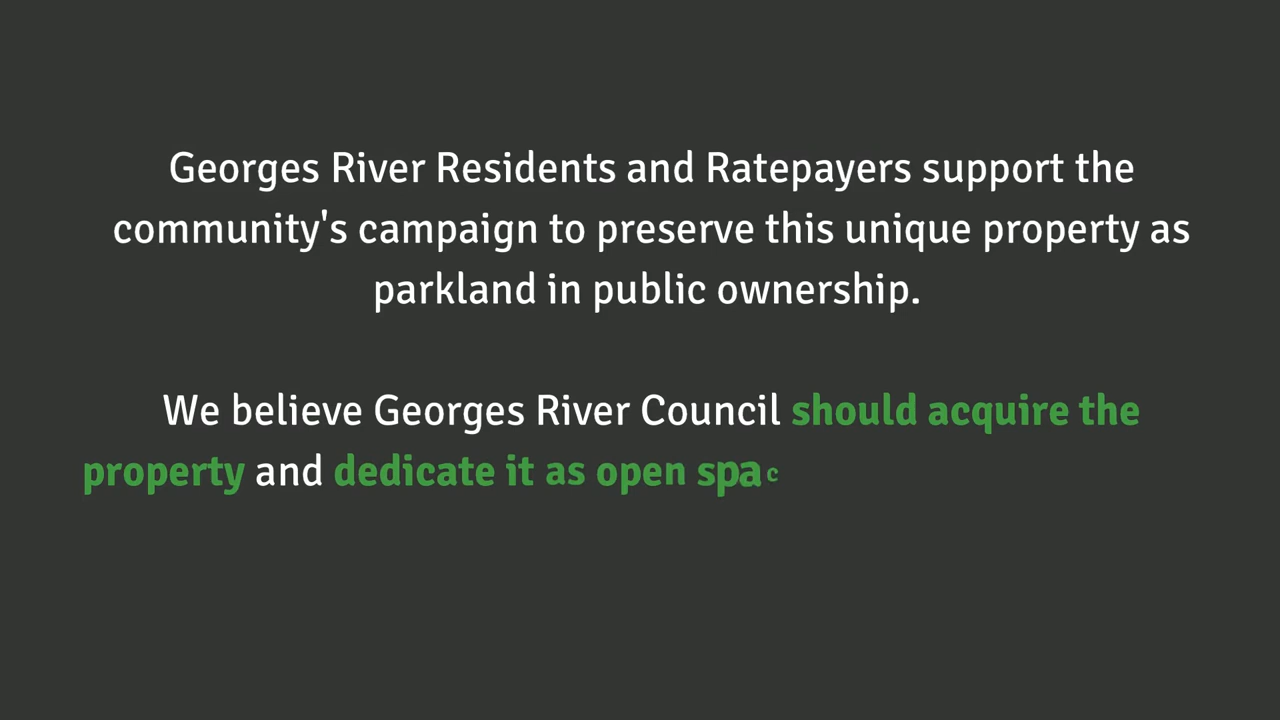 Georges River Residents and Ratepayers support the
community's campaign to preserve this unique property as
parkland in public ownership.
We believe Georges River Council should acquire the
property and dedicate it as open spac